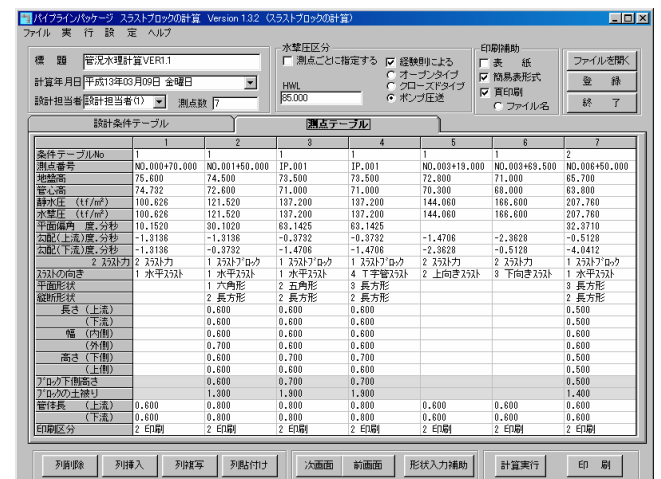 パイプラインパッケージ スラストブロックの計算 Version 1.3.2 (スラストブロックの計算)
ファイル 実行 設定 ヘルプ
標 題 管況水理計算VER1.1
計算年月日 平成13年03月09日 金曜日
設計担当者 設計担当者(1) 測点数 7
水撃圧区分
測点ごとに指定する
HWL
85.000
経験則による
オープンタイプ
クローズドタイプ
ポンプ圧送
印刷補助
表 紙
簡易表形式
頁印刷
ファイル名
ファイルを開く
登 録
終 了
設計条件テーブル 測点テーブル
1 2 3 4 5 6 7
条件テーブルNo 1 1 1 1 1 1 2
測点番号 NO.000+70.000 NO.001+50.000 IP.001 IP.001 NO.003+19.000 NO.003+69.500 NO.006+50.000
地盤高 75.600 74.500 73.500 73.500 72.800 71.000 65.700
管心高 74.732 72.600 71.000 71.000 70.300 68.000 63.800
静水圧 (tf/m²) 100.626 121.520 137.200 137.200 144.060 166.600 207.760
水撃圧 (tf/m²) 100.626 121.520 137.200 137.200 144.060 166.600 207.760
平面偏角 度.分秒 10.1520 30.1020 63.1425 63.1425 32.3710
勾配(上流)度.分秒 -1.3136 -1.3136 -0.3732 -0.3732 -1.4706 -2.3628 -0.5128
勾配(下流)度.分秒 -1.3136 -0.3732 -1.4706 -1.4706 -2.3628 -0.5128 -4.0412
2 スラスト力 2 スラスト力 1 スラストブロック 1 スラストブロック 1 スラストブロック 2 スラスト力 2 スラスト力 1 スラストブロック
スラストの向き 1 水平スラスト 1 水平スラスト 1 水平スラスト 4 T字管スラスト 2 上向きスラスト 3 下向きスラスト 1 水平スラスト
平面形状 1 六角形 2 五角形 3 長方形 3 長方形
縦断形状 2 長方形 2 長方形 2 長方形 2 長方形
長さ (上流) 0.600 0.600 0.600 0.500
(下流) 0.600 0.600 0.600 0.500
幅 (内側) 0.600 0.600 0.600 0.500
(外側) 0.700 0.600 0.600 0.600
高さ (下側) 0.600 0.700 0.700 0.500
(上側) 0.600 0.600 0.600 0.500
ブロック下側高さ 0.600 0.700 0.700 0.500
ブロックの土被り 1.300 1.900 1.900 1.400
管体長 (上流) 0.600 0.800 0.800 0.800 0.600 0.600 0.600
(下流) 0.600 0.800 0.800 0.800 0.600 0.600 0.600
印刷区分 2 印刷 2 印刷 2 印刷 2 印刷 2 印刷 2 印刷 2 印刷
列削除 列挿入 列複写 列貼付け 次画面 前画面 形状入力補助 計算実行 印 刷